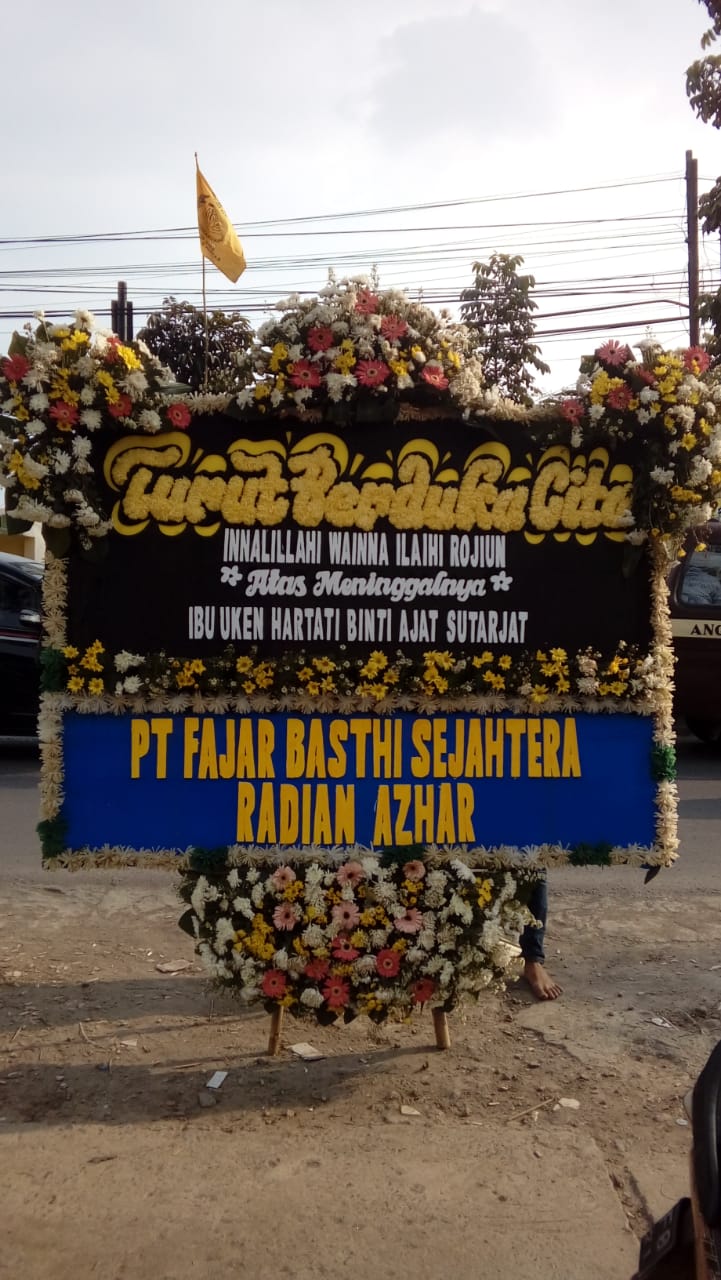 Turut Berduka Cita
INNALILLAHI WAINNA ILAIHI ROJIUN
Atas Meninggalnya
IBU UKEN HARTATI BINTI AJAT SUTARJAT
PT FAJAR BASTHI SEJAHTERA
RADIAN AZHAR
ANG